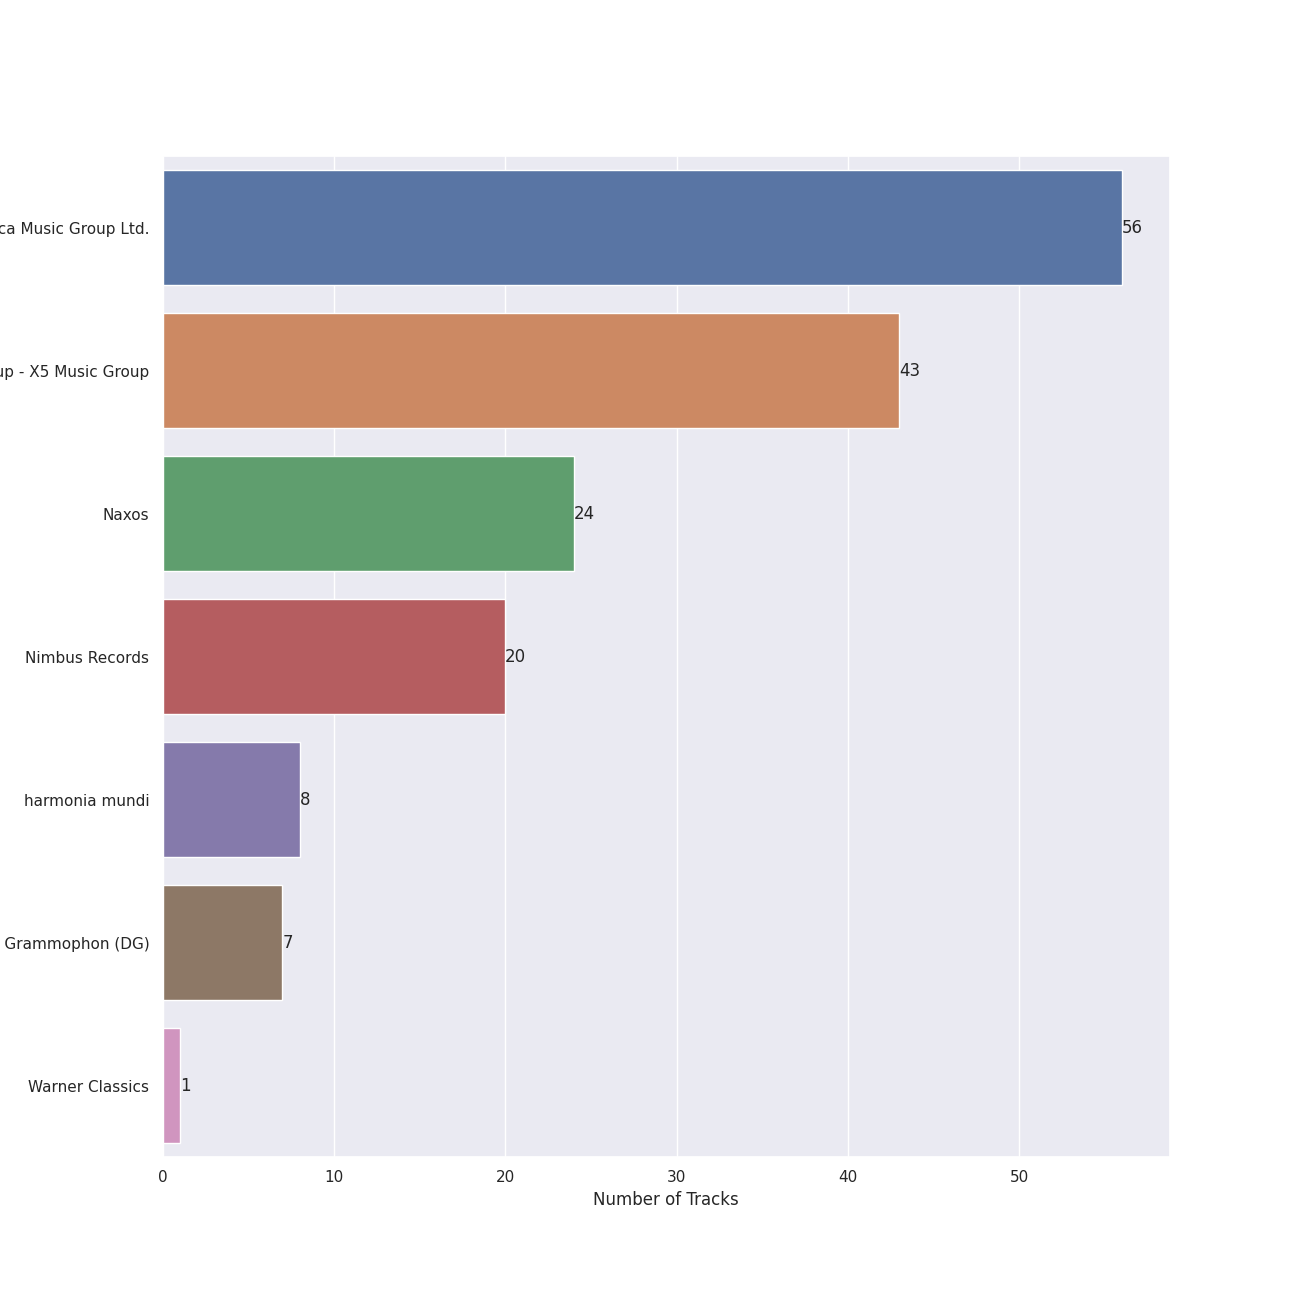 ca Music Group Ltd.
56
up - X5 Music Group
43
Naxos
24
Nimbus Records
20
harmonia mundi
8
Grammophon (DG)
7
Warner Classics
1
0 10 20 30 40 50
Number of Tracks